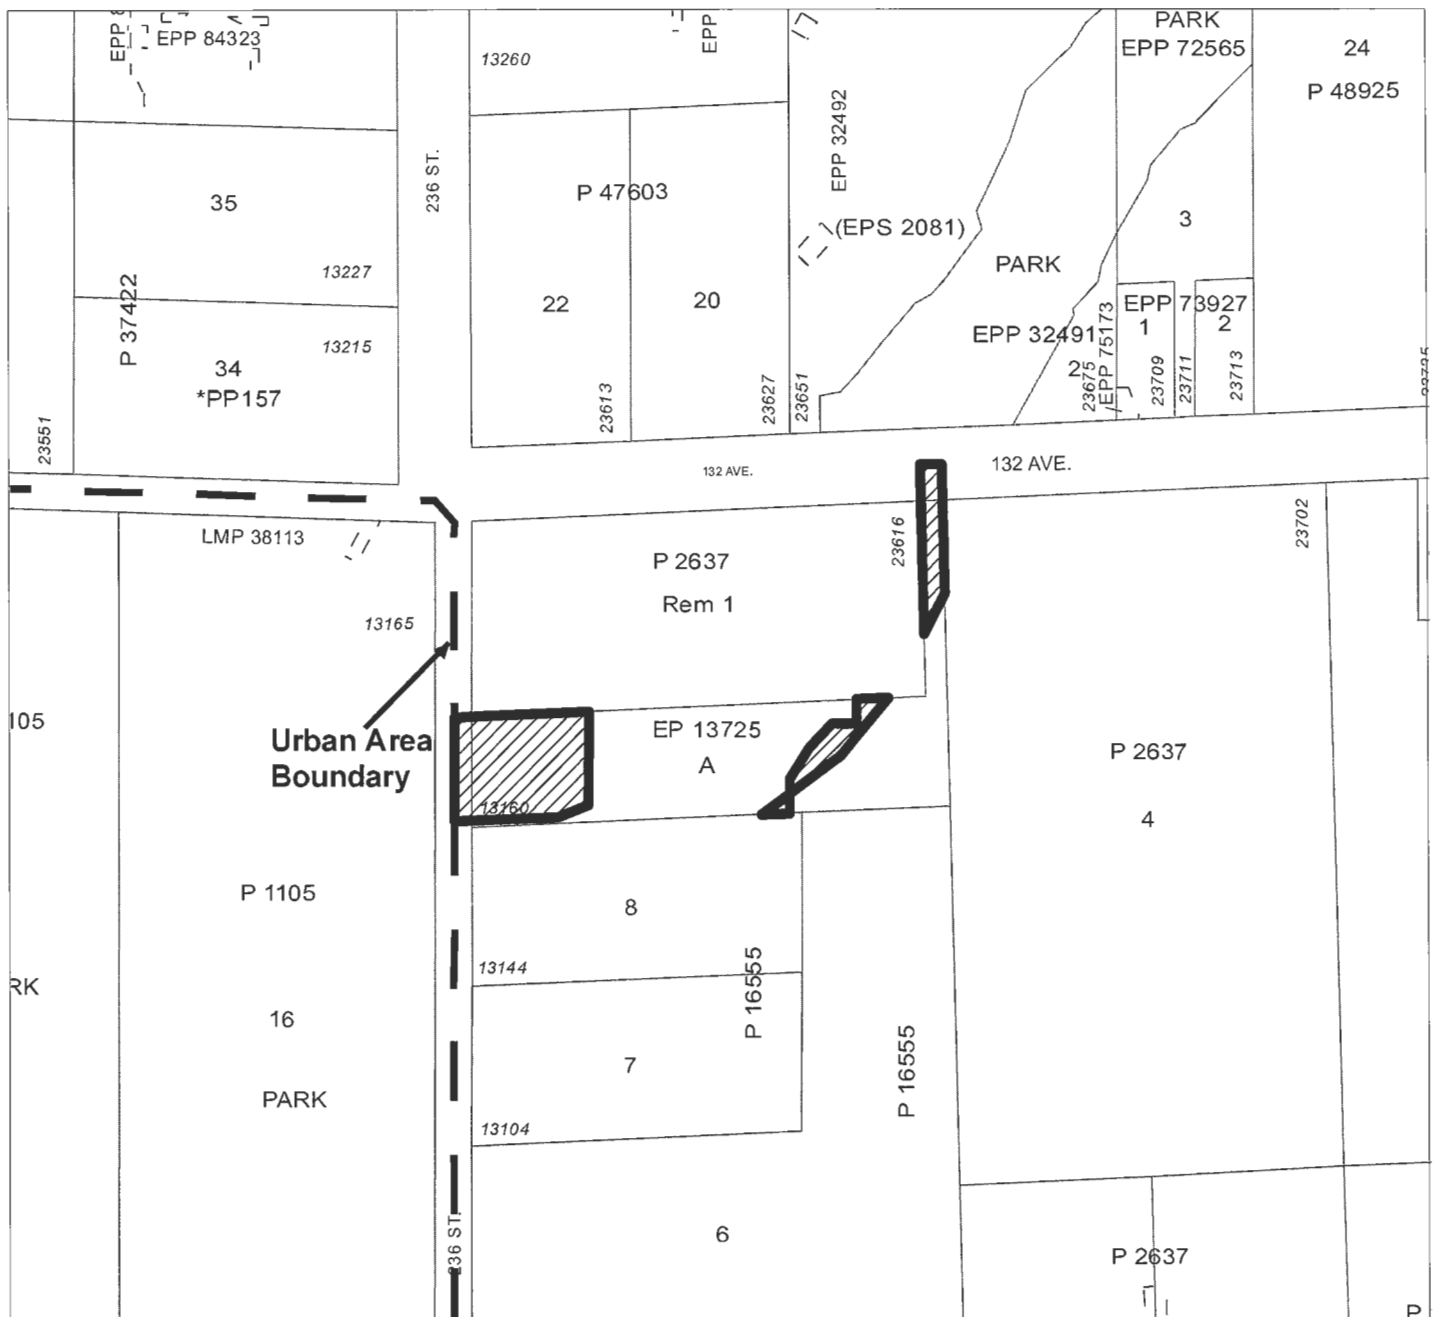 EPP 8
EPP 84323
13260
EPP
PARK
EPP 72565
24
P 48925
236 ST.
35
13227
P 37422
13215
34
*PP157
23551
P 47603
22
20
23613
23627
23651
EPP 32492
(EPS 2081)
PARK
EPP 32491
2
23675
EPP 75173
3
EPP 73927
1
2
23709
23711
23713
132 AVE.
132 AVE.
LMP 38113
13165
P 2637
Rem 1
23616
23702
Urban Area
Boundary
105
EP 13725
A
13160
P 2637
4
P 1105
8
13144
P 16555
RK
16
7
P 16555
PARK
13104
236 ST.
6
P 2637
P